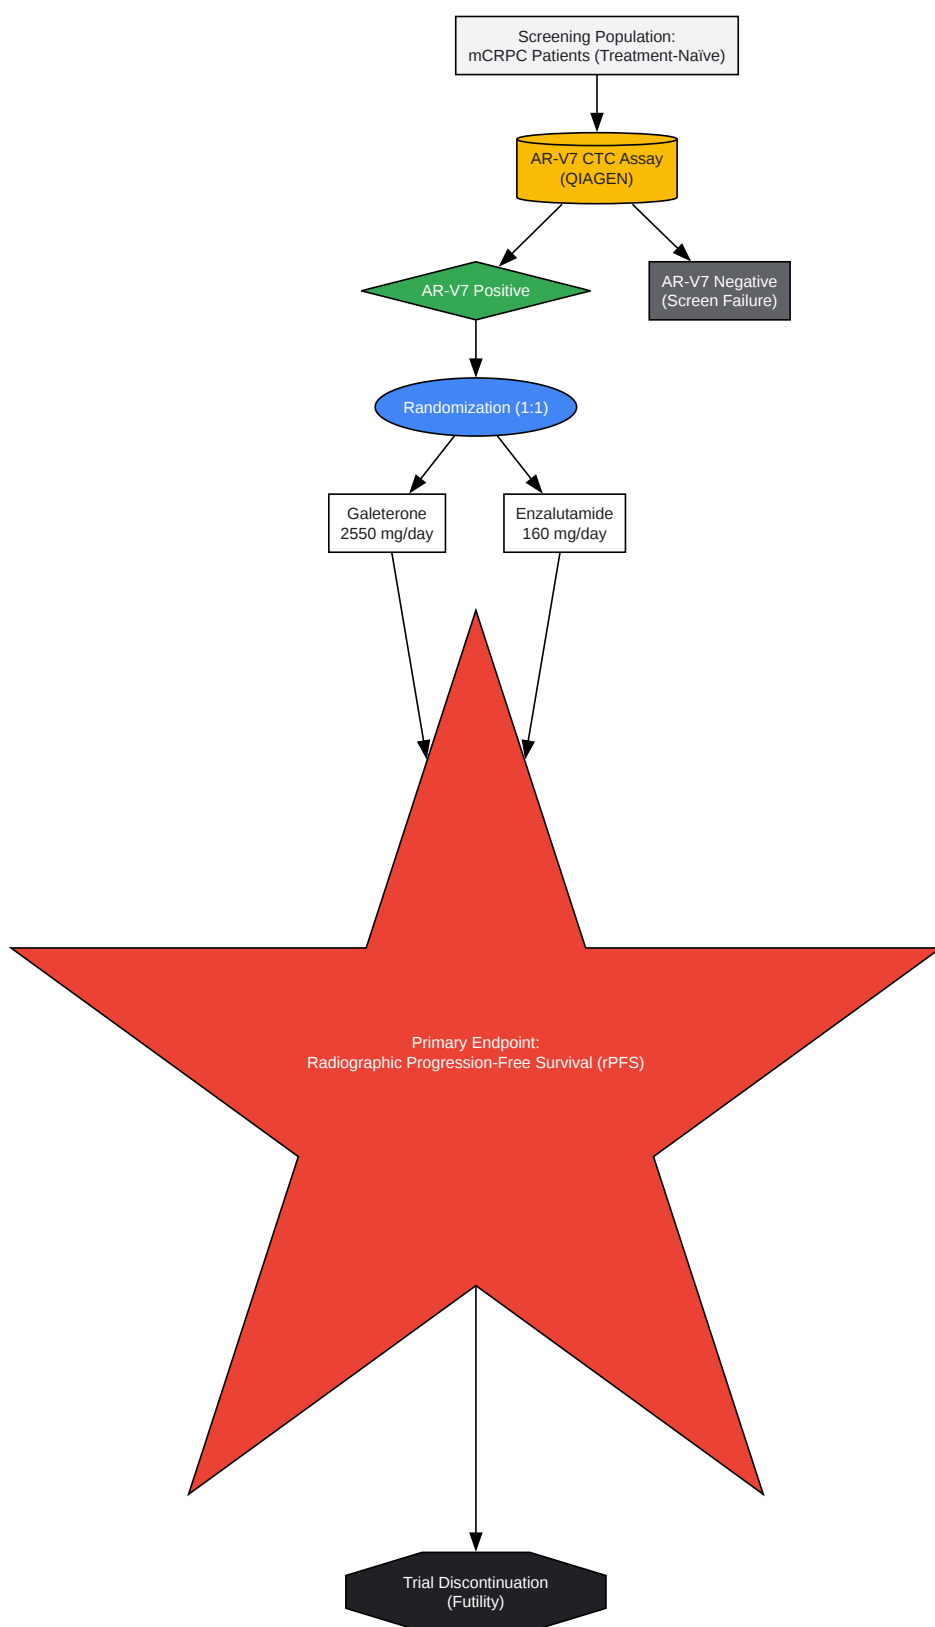 Screening Population:
mCRPC Patients (Treatment-Naïve)
AR-V7 CTC Assay
(QIAGEN)
AR-V7 Positive
AR-V7 Negative
(Screen Failure)
Randomization (1:1)
Galeterone
2550 mg/day
Enzalutamide
160 mg/day
Primary Endpoint:
Radiographic Progression-Free Survival (rPFS)
Trial Discontinuation
(Futility)